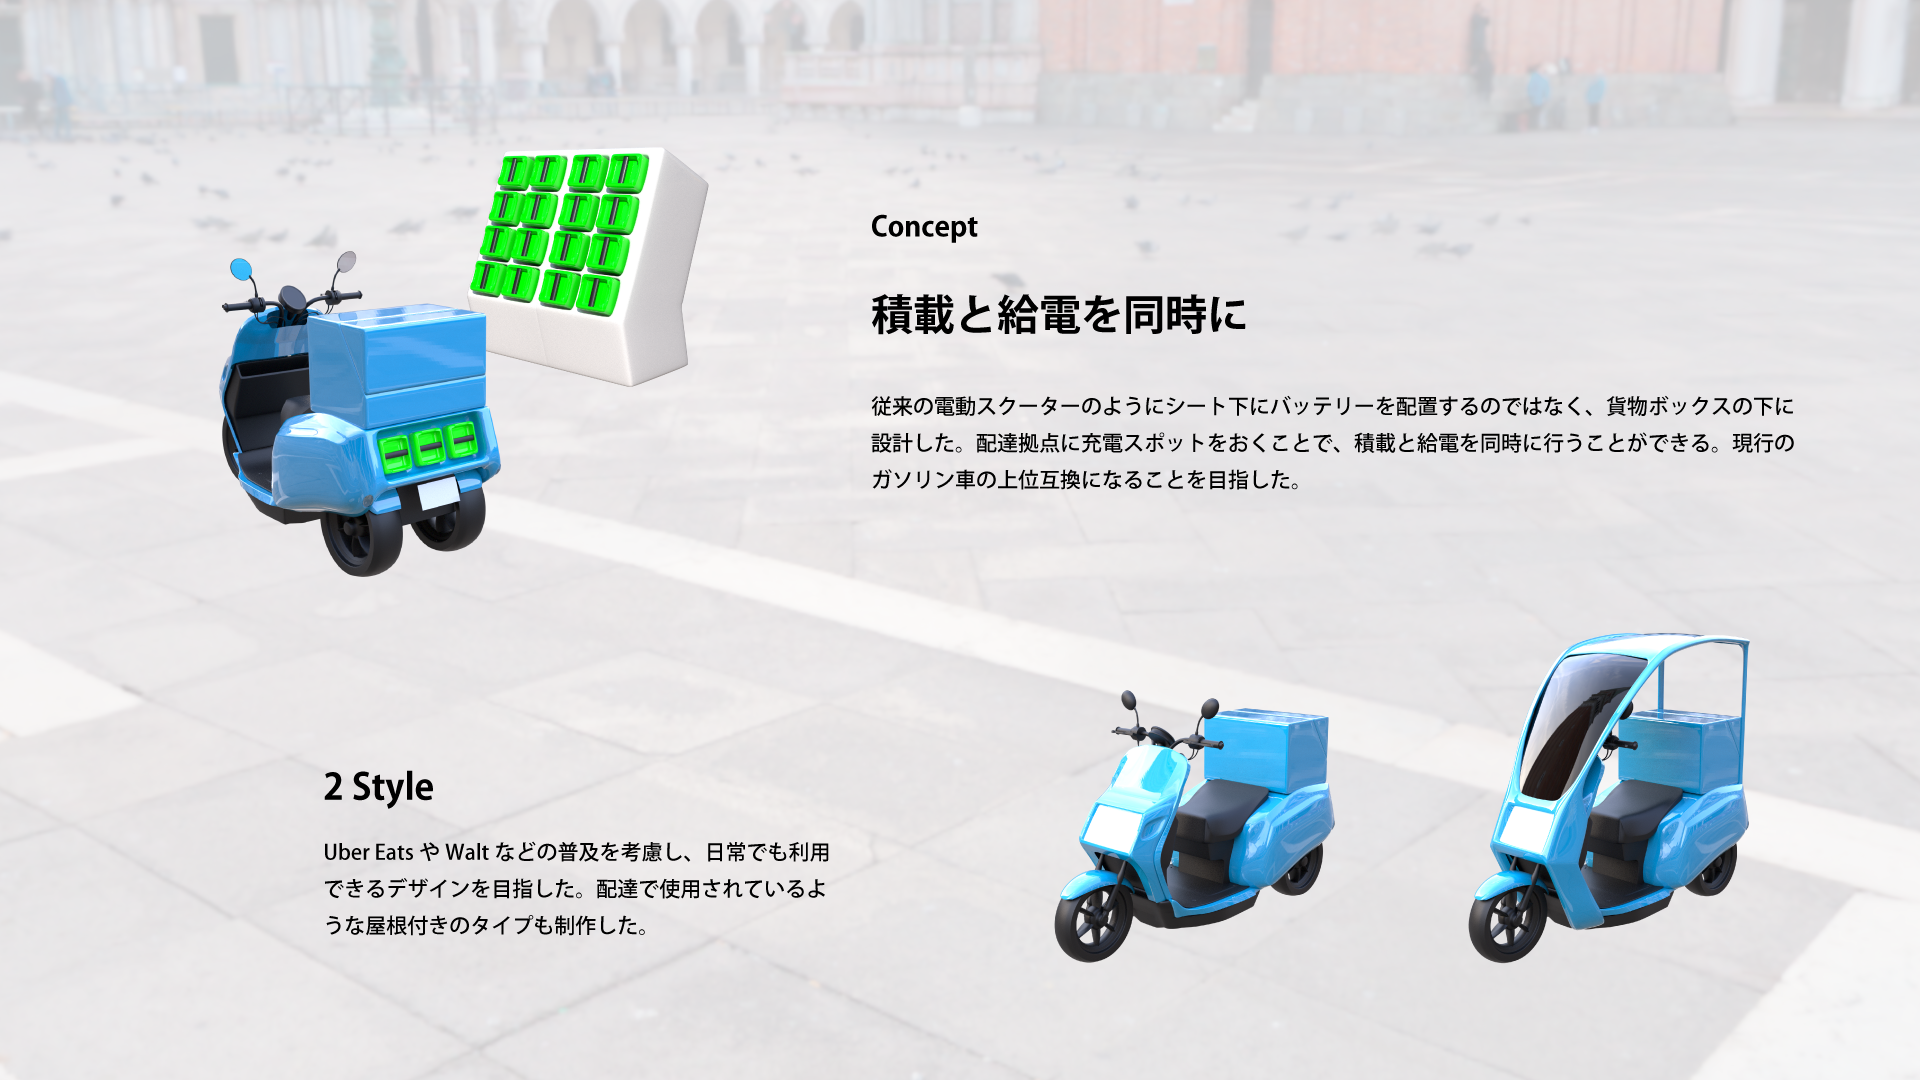 Concept
積載と給電を同時に
従来の電動スクーターのようにシート下にバッテリーを配置するのではなく、貨物ボックスの下に
設計した。配達拠点に充電スポットをおくことで、積載と給電を同時に行うことができる。現行の
ガソリン車の上位互換になることを目指した。
2 Style
Uber Eats や Walt などの普及を考慮し、日常でも利用
できるデザインを目指した。配達で使用されているよ
うな屋根付きのタイプも制作した。